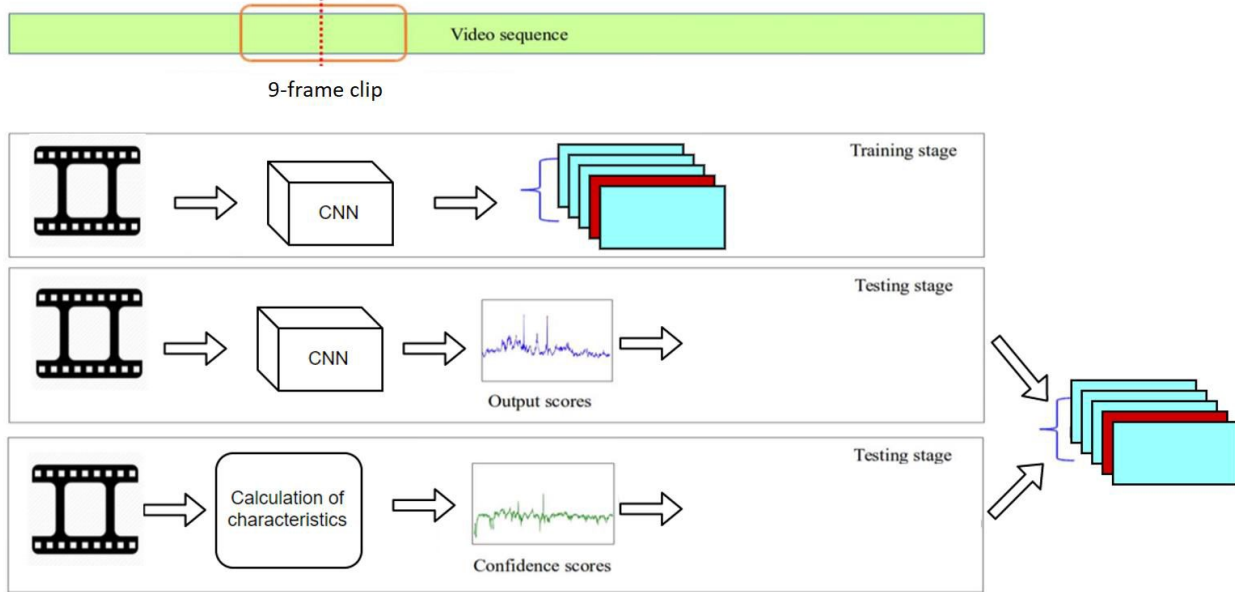 Video sequence
9-frame clip
Training stage
CNN
Testing stage
CNN
Output scores
Testing stage
Calculation of
characteristics
Confidence scores